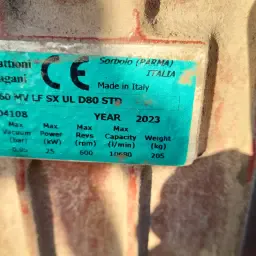 attioni CE Sorbolo (PARMA)
agani ITALIA
Made in Italy
60 MV LF SX UL D80 STD
04108 YEAR 2023
Max Max Max Max Weight
Vacuum Power Revs Capacity (kg)
(bar) (kW) (rpm) (l/min)
25 600 10680 205